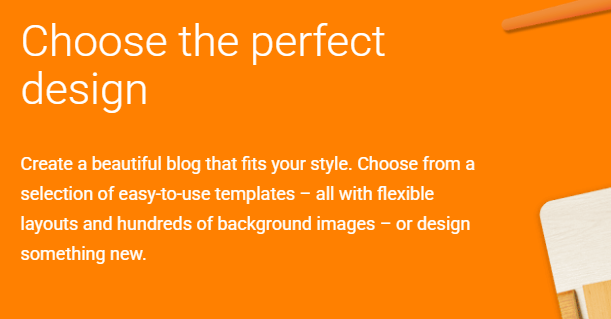 Choose the perfect
design
Create a beautiful blog that fits your style. Choose from a
selection of easy-to-use templates – all with flexible
layouts and hundreds of background images – or design
something new.